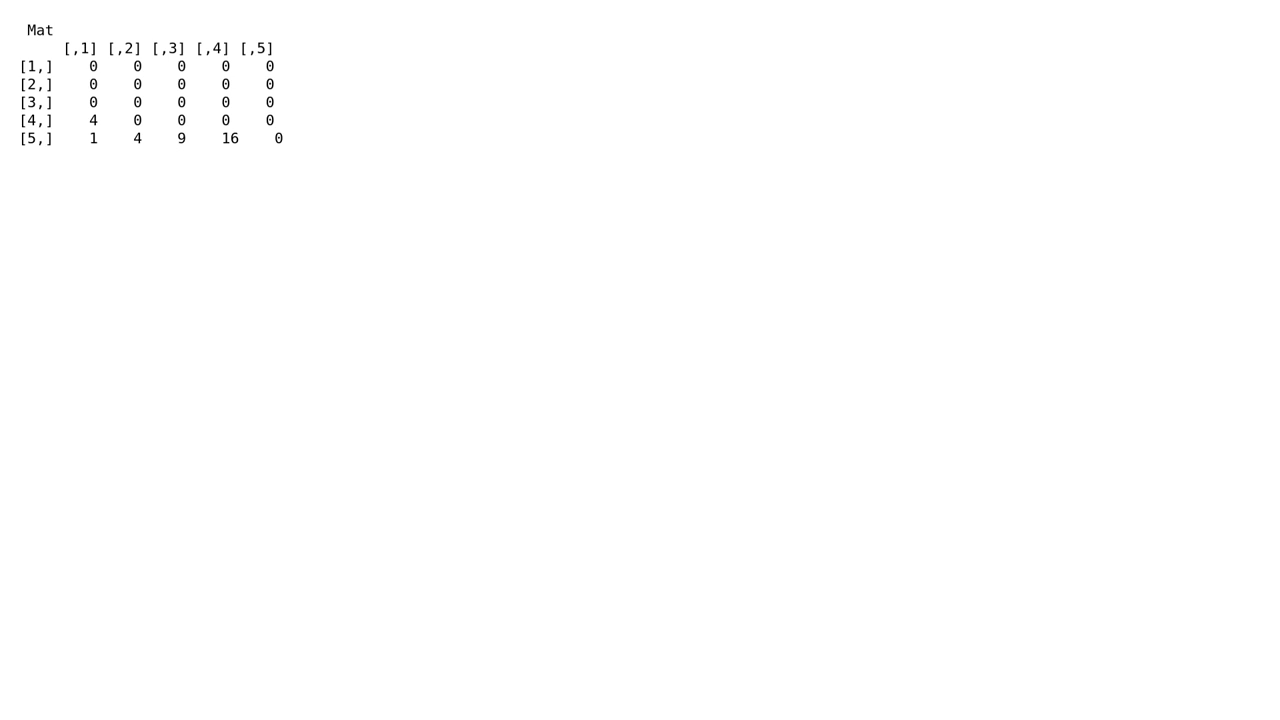 Mat
     [,1] [,2] [,3] [,4] [,5]
[1,]    0    0    0    0    0
[2,]    0    0    0    0    0
[3,]    0    0    0    0    0
[4,]    4    0    0    0    0
[5,]    1    4    9    16    0